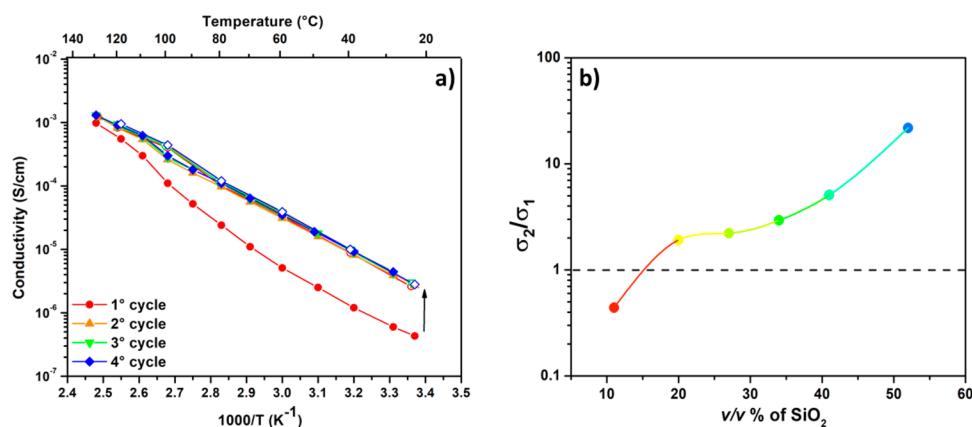 Temperature (°C)
140 120 100 80 60 40 20
10⁻²
10⁻³
10⁻⁴
10⁻⁵
10⁻⁶
10⁻⁷
Conductivity (S/cm)
a)
1° cycle
2° cycle
3° cycle
4° cycle
2.4 2.5 2.6 2.7 2.8 2.9 3.0 3.1 3.2 3.3 3.4 3.5
1000/T (K⁻¹)
b)
100
10
1
0.1
σ₂/σ₁
10 20 30 40 50 60
v/v % of SiO₂